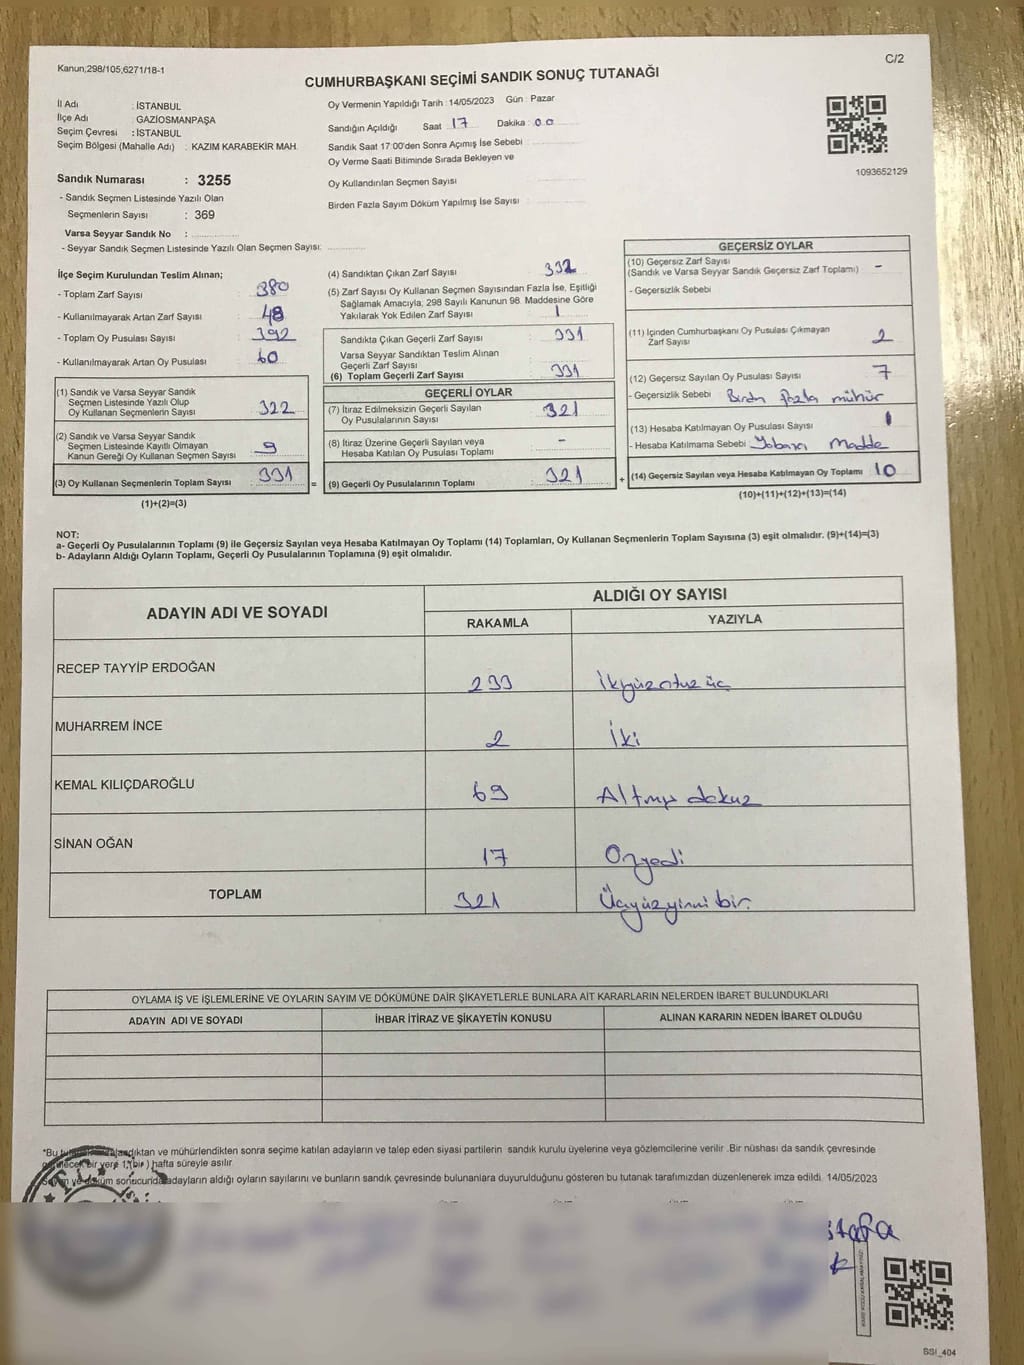 C/2
Kanun;298/105;6271/18-1
CUMHURBAŞKANI SEÇİMİ SANDIK SONUÇ TUTANAĞI
İl Adı : İSTANBUL
İlçe Adı : GAZİOSMANPAŞA
Seçim Çevresi : İSTANBUL
Seçim Bölgesi (Mahalle Adı) : KAZIM KARABEKİR MAH.
Sandık Numarası : 3255
- Sandık Seçmen Listesinde Yazılı Olan
Seçmenlerin Sayısı : 369
Varsa Seyyar Sandık No :
- Seyyar Sandık Seçmen Listesinde Yazılı Olan Seçmen Sayısı:
Oy Vermenin Yapıldığı Tarih : 14/05/2023 Gün : Pazar
Sandığın Açıldığı Saat 17 Dakika : 00
Sandık Saat 17:00'den Sonra Açımış İse Sebebi :
Oy Verme Saati Bitiminde Sırada Bekleyen ve
Oy Kullandırılan Seçmen Sayısı
Birden Fazla Sayım Döküm Yapılmış İse Sayısı :
1093652129
İlçe Seçim Kurulundan Teslim Alınan;
- Toplam Zarf Sayısı : 380
- Kullanılmayarak Artan Zarf Sayısı : 48
- Toplam Oy Pusulası Sayısı : 392
- Kullanılmayarak Artan Oy Pusulası : 60
(1) Sandık ve Varsa Seyyar Sandık
Seçmen Listesinde Yazılı Olup
Oy Kullanan Seçmenlerin Sayısı : 322
(2) Sandık ve Varsa Seyyar Sandık
Seçmen Listesinde Kayıtlı Olmayan
Kanun Gereği Oy Kullanan Seçmen Sayısı : 9
(3) Oy Kullanan Seçmenlerin Toplam Sayısı : 331
(1)+(2)=(3)
(4) Sandıktan Çıkan Zarf Sayısı 332
(5) Zarf Sayısı Oy Kullanan Seçmen Sayısından Fazla İse, Eşitliği
Sağlamak Amacıyla, 298 Sayılı Kanunun 98. Maddesine Göre
Yakılarak Yok Edilen Zarf Sayısı 1
Sandıkta Çıkan Geçerli Zarf Sayısı 331
Varsa Seyyar Sandıktan Teslim Alınan
Geçerli Zarf Sayısı
(6) Toplam Geçerli Zarf Sayısı 331
GEÇERLİ OYLAR
(7) İtiraz Edilmeksizin Geçerli Sayılan
Oy Pusulalarının Sayısı 321
(8) İtiraz Üzerine Geçerli Sayılan veya
Hesaba Katılan Oy Pusulası Toplamı -
= (9) Geçerli Oy Pusulalarının Toplamı 321
GEÇERSİZ OYLAR
(10) Geçersiz Zarf Sayısı
(Sandık ve Varsa Seyyar Sandık Geçersiz Zarf Toplamı) -
- Geçersizlik Sebebi
(11) İçinden Cumhurbaşkanı Oy Pusulası Çıkmayan
Zarf Sayısı 2
(12) Geçersiz Sayılan Oy Pusulası Sayısı 7
- Geçersizlik Sebebi Birden fazla mühür
(13) Hesaba Katılmayan Oy Pusulası Sayısı 1
- Hesaba Katılmama Sebebi Yabancı Madde
+ (14) Geçersiz Sayılan veya Hesaba Katılmayan Oy Toplamı 10
(10)+(11)+(12)+(13)=(14)
NOT:
a- Geçerli Oy Pusulalarının Toplamı (9) ile Geçersiz Sayılan veya Hesaba Katılmayan Oy Toplamı (14) Toplamları, Oy Kullanan Seçmenlerin Toplam Sayısına (3) eşit olmalıdır. (9)+(14)=(3)
b- Adayların Aldığı Oyların Toplamı, Geçerli Oy Pusulalarının Toplamına (9) eşit olmalıdır.
ADAYIN ADI VE SOYADI ALDIĞI OY SAYISI
RAKAMLA YAZIYLA
RECEP TAYYİP ERDOĞAN 233 İkiyüzotuz üç
MUHARREM İNCE 2 İki
KEMAL KILIÇDAROĞLU 69 Altmış dokuz
SİNAN OĞAN 17 Onyedi
TOPLAM 321 Üçyüzyirmi bir
OYLAMA İŞ VE İŞLEMLERİNE VE OYLARIN SAYIM VE DÖKÜMÜNE DAİR ŞİKAYETLERLE BUNLARA AİT KARARLARIN NELERDEN İBARET BULUNDUKLARI
ADAYIN ADI VE SOYADI İHBAR İTİRAZ VE ŞİKAYETİN KONUSU ALINAN KARARIN NEDEN İBARET OLDUĞU
*Bu dıktan ve mühürlendikten sonra seçime katılan adayların ve talep eden siyasi partilerin sandık kurulu üyelerine veya gözlemcilerine verilir .Bir nüshası da sandık çevresinde
bir yere 1 (bir ) hafta süreyle asılır.
Sayım ve döküm sonucunda adayların aldığı oyların sayılarını ve bunların sandık çevresinde bulunanlara duyurulduğunu gösteren bu tutanak tarafımızdan düzenlenerek imza edildi. 14/05/2023
T.C.
SSI_404